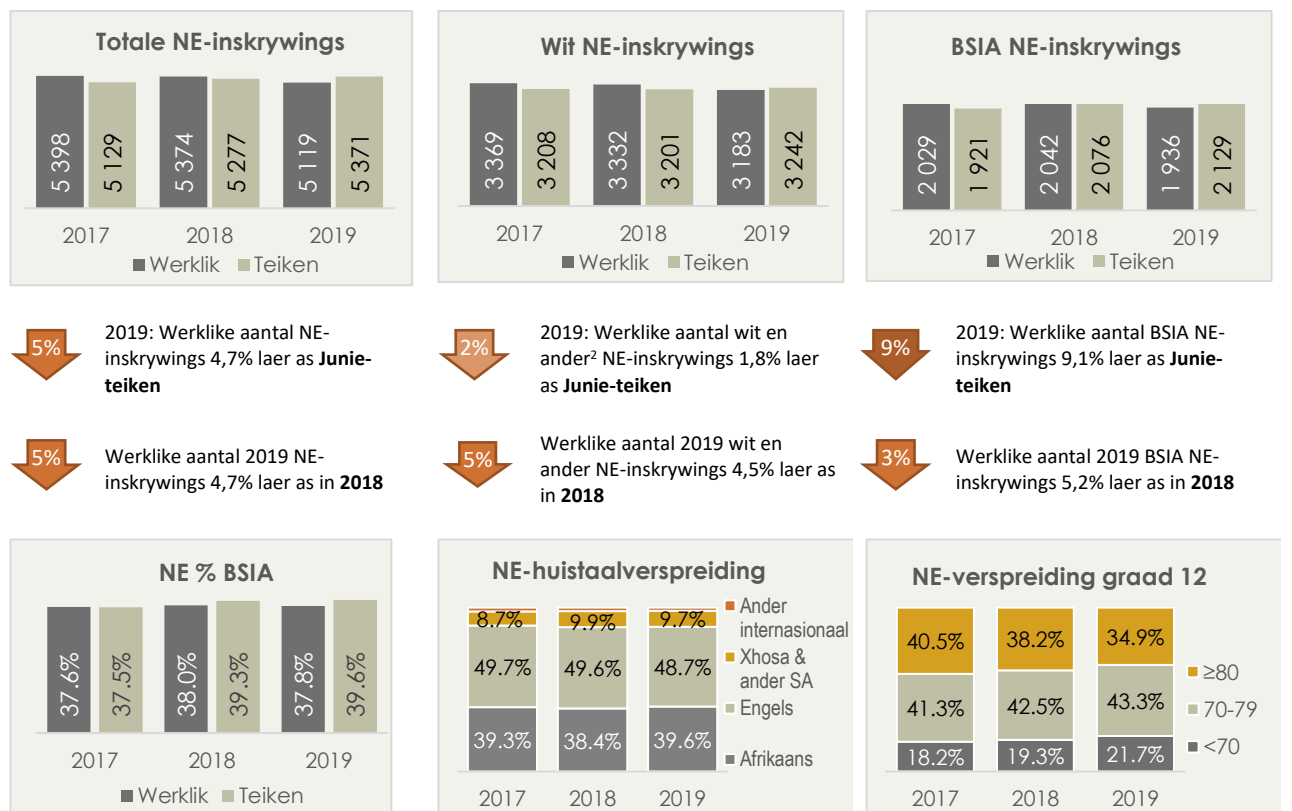 Totale NE-inskrywings
5 398
5 129
5 374
5 277
5 119
5 371
2017 2018 2019
Werklik Teiken
Wit NE-inskrywings
3 369
3 208
3 332
3 201
3 183
3 242
2017 2018 2019
Werklik Teiken
BSIA NE-inskrywings
2 029
1 921
2 042
2 076
1 936
2 129
2017 2018 2019
Werklik Teiken
5%
2019: Werklike aantal NE-
inskrywings 4,7% laer as Junie-
teiken
2%
2019: Werklike aantal wit en
ander² NE-inskrywings 1,8% laer
as Junie-teiken
9%
2019: Werklike aantal BSIA NE-
inskrywings 9,1% laer as Junie-
teiken
5%
Werklike aantal 2019 NE-
inskrywings 4,7% laer as in 2018
5%
Werklike aantal 2019 wit en
ander NE-inskrywings 4,5% laer as
in 2018
3%
Werklike aantal 2019 BSIA NE-
inskrywings 5,2% laer as in 2018
NE % BSIA
37.6%
37.5%
38.0%
39.3%
37.8%
39.6%
2017 2018 2019
Werklik Teiken
NE-huistaalverspreiding
8.7% 9.9% 9.7%
49.7% 49.6% 48.7%
39.3% 38.4% 39.6%
2017 2018 2019
Ander
internasionaal
Xhosa &
ander SA
Engels
Afrikaans
NE-verspreiding graad 12
40.5% 38.2% 34.9%
41.3% 42.5% 43.3%
18.2% 19.3% 21.7%
2017 2018 2019
≥80
70-79
<70